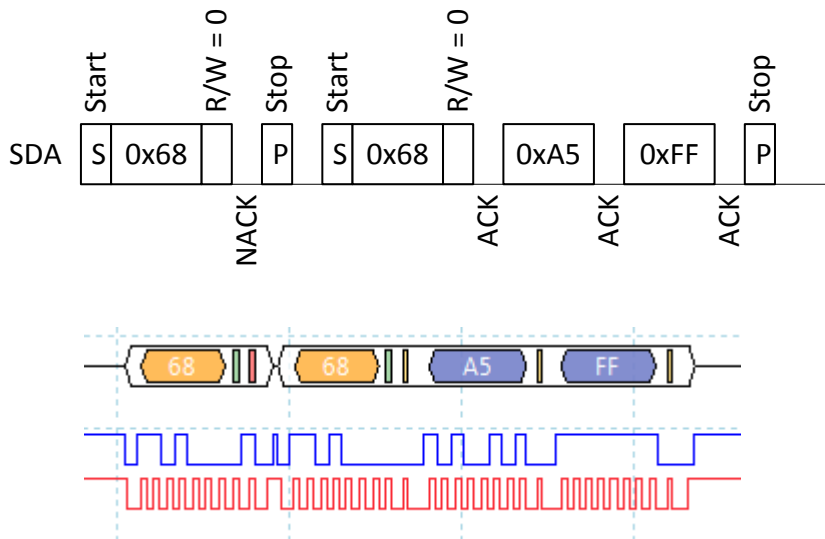 Start
R/W = 0
Stop
Start
R/W = 0
Stop
SDA S 0x68 P S 0x68 0xA5 0xFF P
NACK
ACK
ACK
ACK
68 68 A5 FF